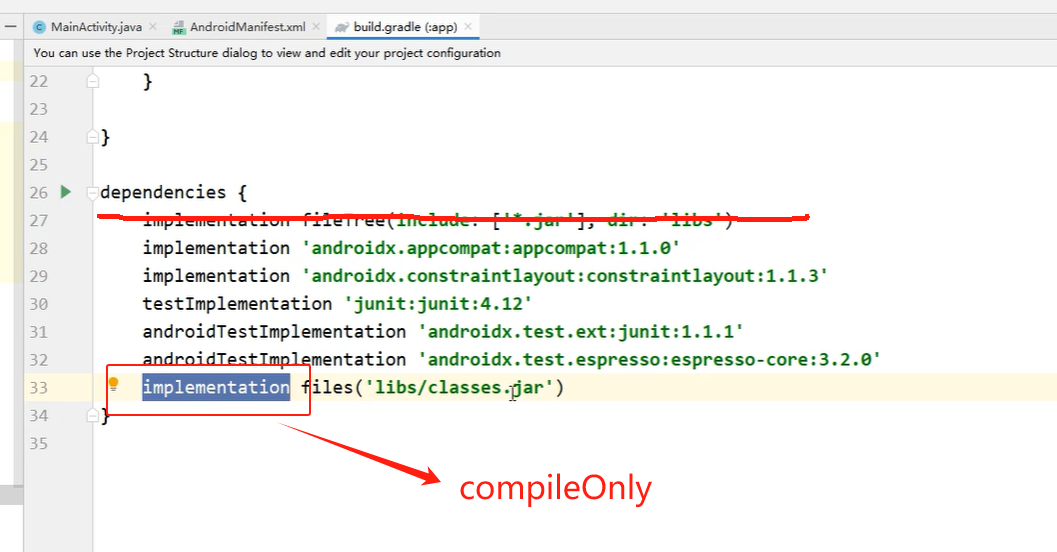 MainActivity.java AndroidManifest.xml build.gradle (:app)
You can use the Project Structure dialog to view and edit your project configuration
22 }
23
24 }
25
26 dependencies {
27 implementation fileTree(include: ['*.jar'], dir: 'libs')
28 implementation 'androidx.appcompat:appcompat:1.1.0'
29 implementation 'androidx.constraintlayout:constraintlayout:1.1.3'
30 testImplementation 'junit:junit:4.12'
31 androidTestImplementation 'androidx.test.ext:junit:1.1.1'
32 androidTestImplementation 'androidx.test.espresso:espresso-core:3.2.0'
33 implementation files('libs/classes.jar')
34 }
35
compileOnly